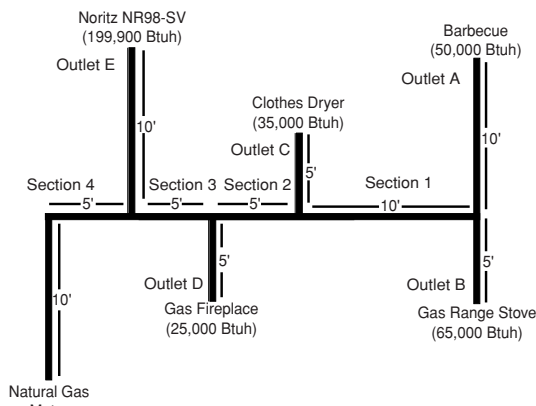 Noritz NR98-SV
(199,900 Btuh)
Outlet E
Barbecue
(50,000 Btuh)
Outlet A
Clothes Dryer
(35,000 Btuh)
Outlet C
10'
10'
5'
Section 4
Section 3
Section 2
Section 1
5'
5'
5'
10'
10'
5'
5'
Outlet D
Gas Fireplace
(25,000 Btuh)
Outlet B
Gas Range Stove
(65,000 Btuh)
Natural Gas